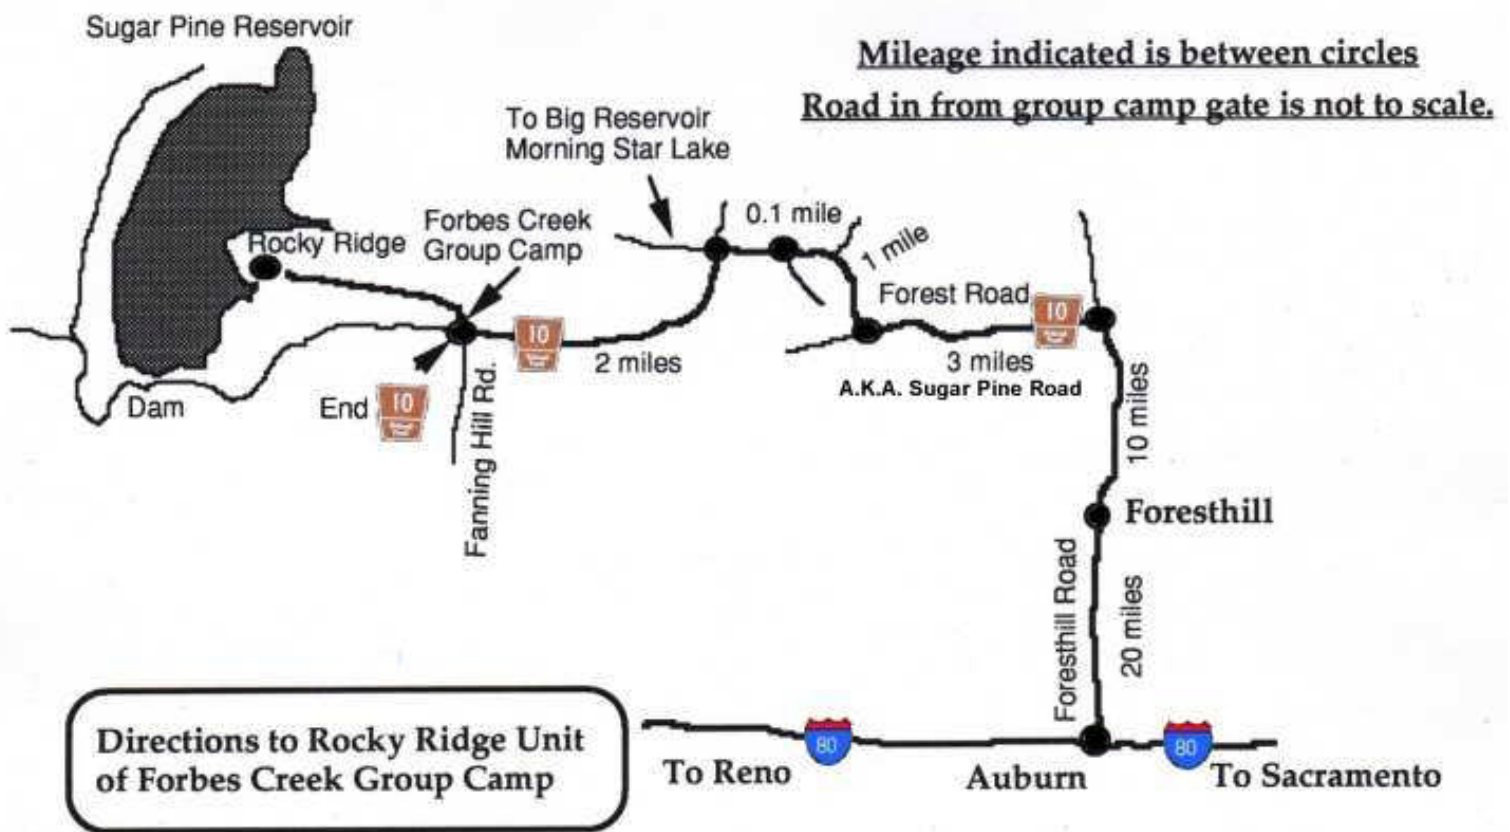 Sugar Pine Reservoir
Mileage indicated is between circles
Road in from group camp gate is not to scale.
To Big Reservoir
Morning Star Lake
0.1 mile
1 mile
Forbes Creek
Group Camp
Rocky Ridge
Forest Road
10
10
2 miles
3 miles
A.K.A. Sugar Pine Road
Dam
End
10
Fanning Hill Rd.
10 miles
Foresthill
Foresthill Road
20 miles
Directions to Rocky Ridge Unit
of Forbes Creek Group Camp
80
80
To Reno
Auburn
To Sacramento